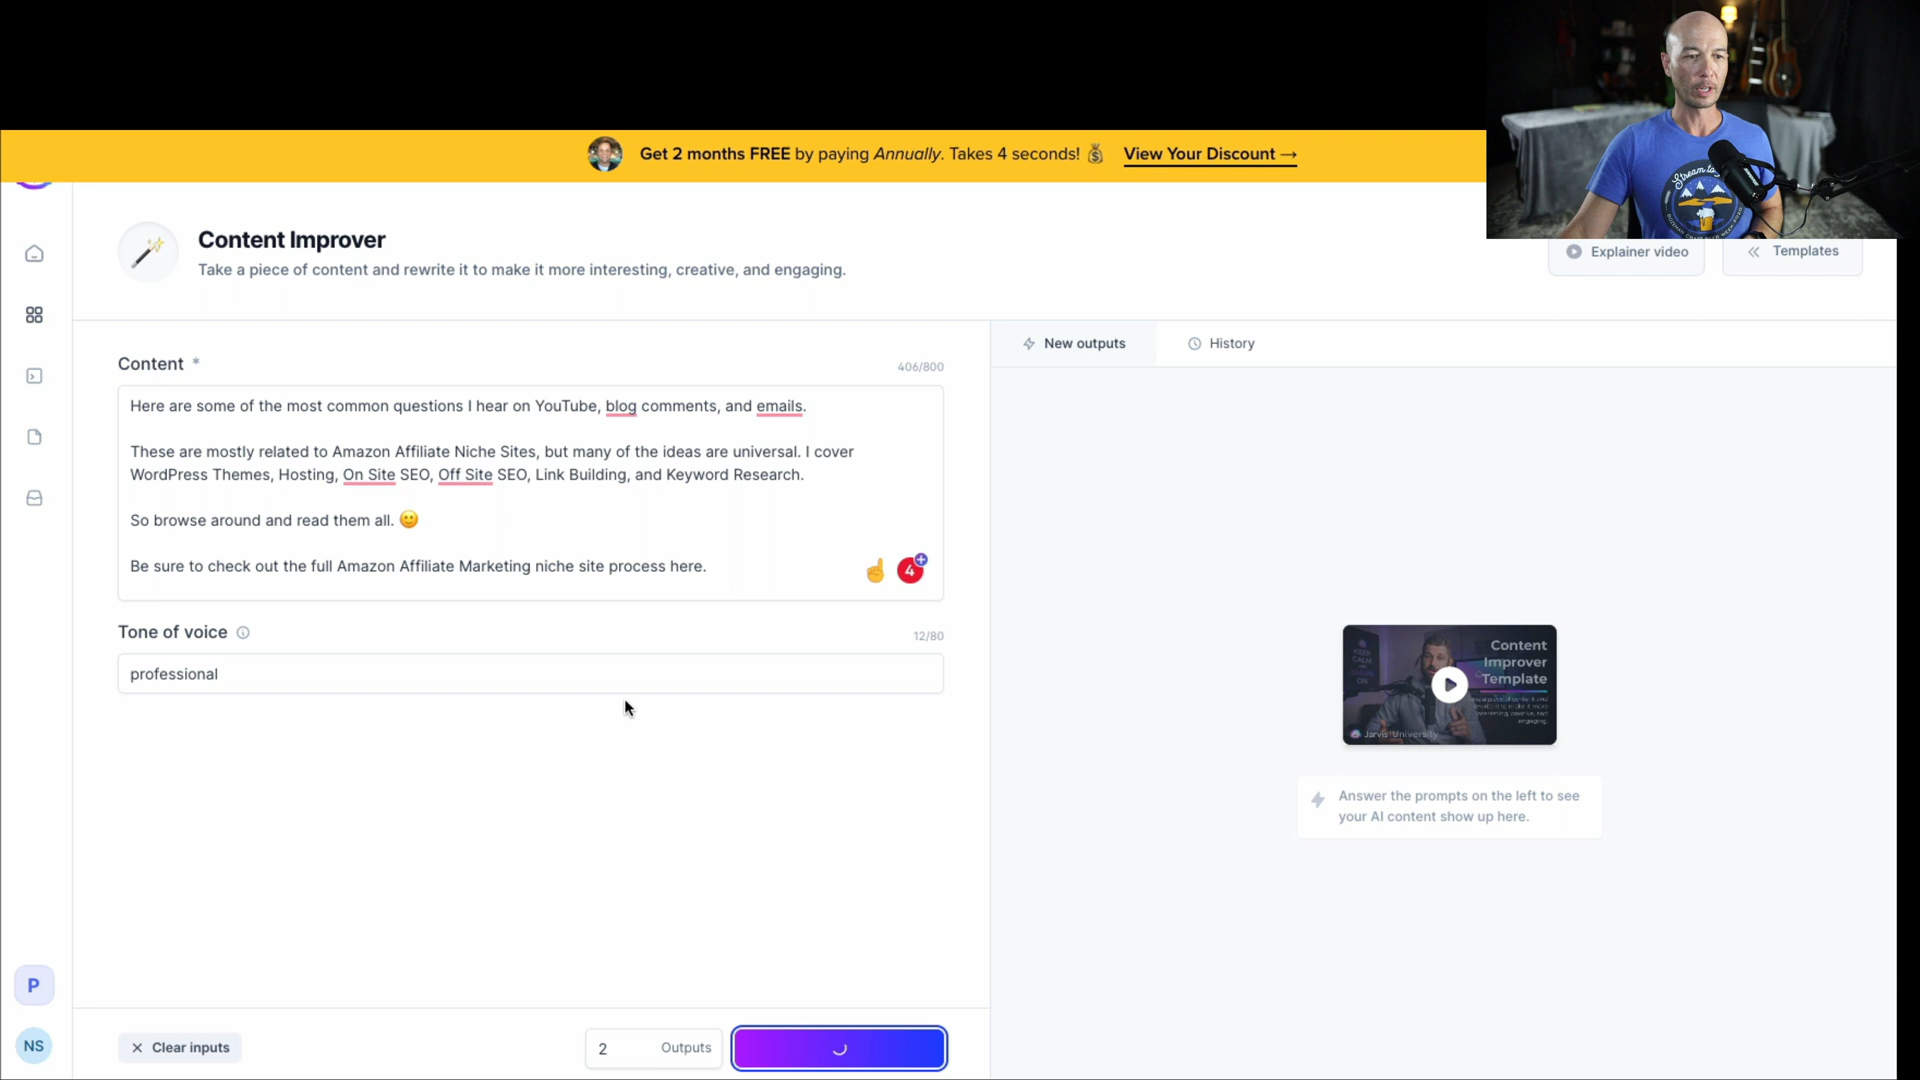 Get 2 months FREE by paying Annually. Takes 4 seconds! 💰 View Your Discount →
Content Improver
Take a piece of content and rewrite it to make it more interesting, creative, and engaging.
Explainer video
Templates
New outputs
History
Content *
406/800
Here are some of the most common questions I hear on YouTube, blog comments, and emails.
These are mostly related to Amazon Affiliate Niche Sites, but many of the ideas are universal. I cover
WordPress Themes, Hosting, On Site SEO, Off Site SEO, Link Building, and Keyword Research.
So browse around and read them all. 🙂
Be sure to check out the full Amazon Affiliate Marketing niche site process here.
☝ 4
Tone of voice
12/80
professional
KEEP
CALM
ON
Content
Improver
Template
Jarvis University
Answer the prompts on the left to see
your AI content show up here.
P
NS
Clear inputs
2 Outputs